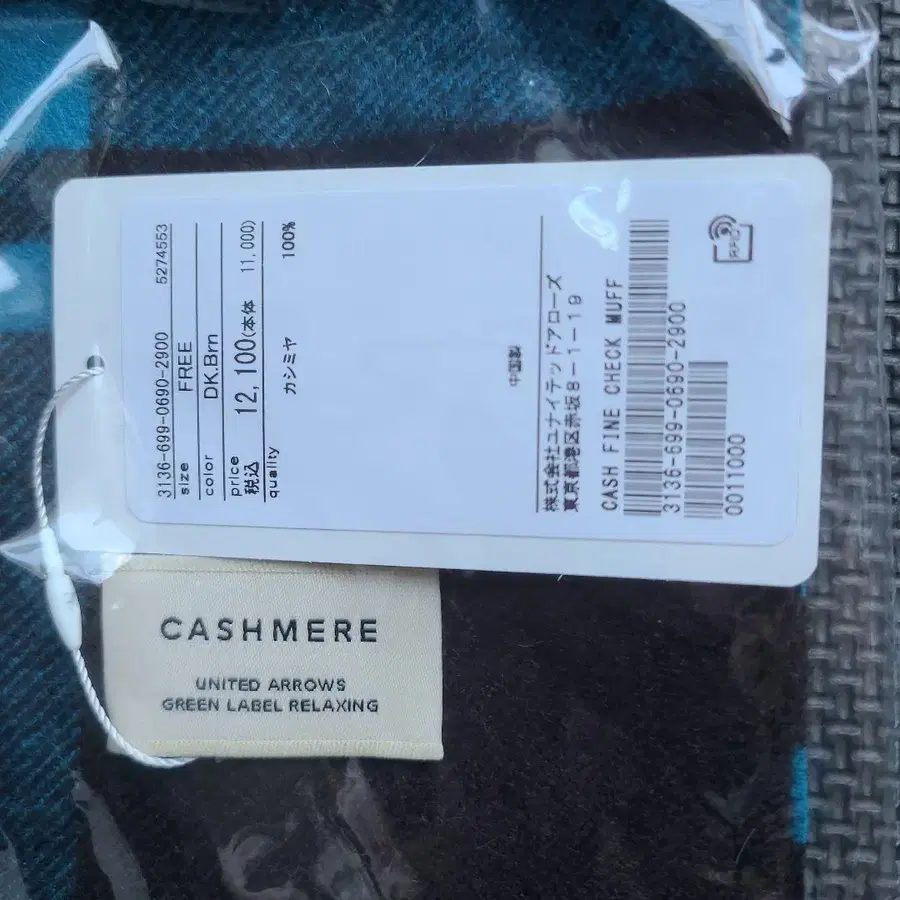 3136-699-0690-2900 5274553
size FREE
color DK.Brn
price
税込 12,100(本体 11,000)
quality
カシミヤ 100%
中国製
株式会社ユナイテッドアローズ
東京都港区赤坂8-1-19
CASH FINE CHECK MUFF
3136-699-0690-2900
0011000
RFID
CASHMERE
UNITED ARROWS
GREEN LABEL RELAXING